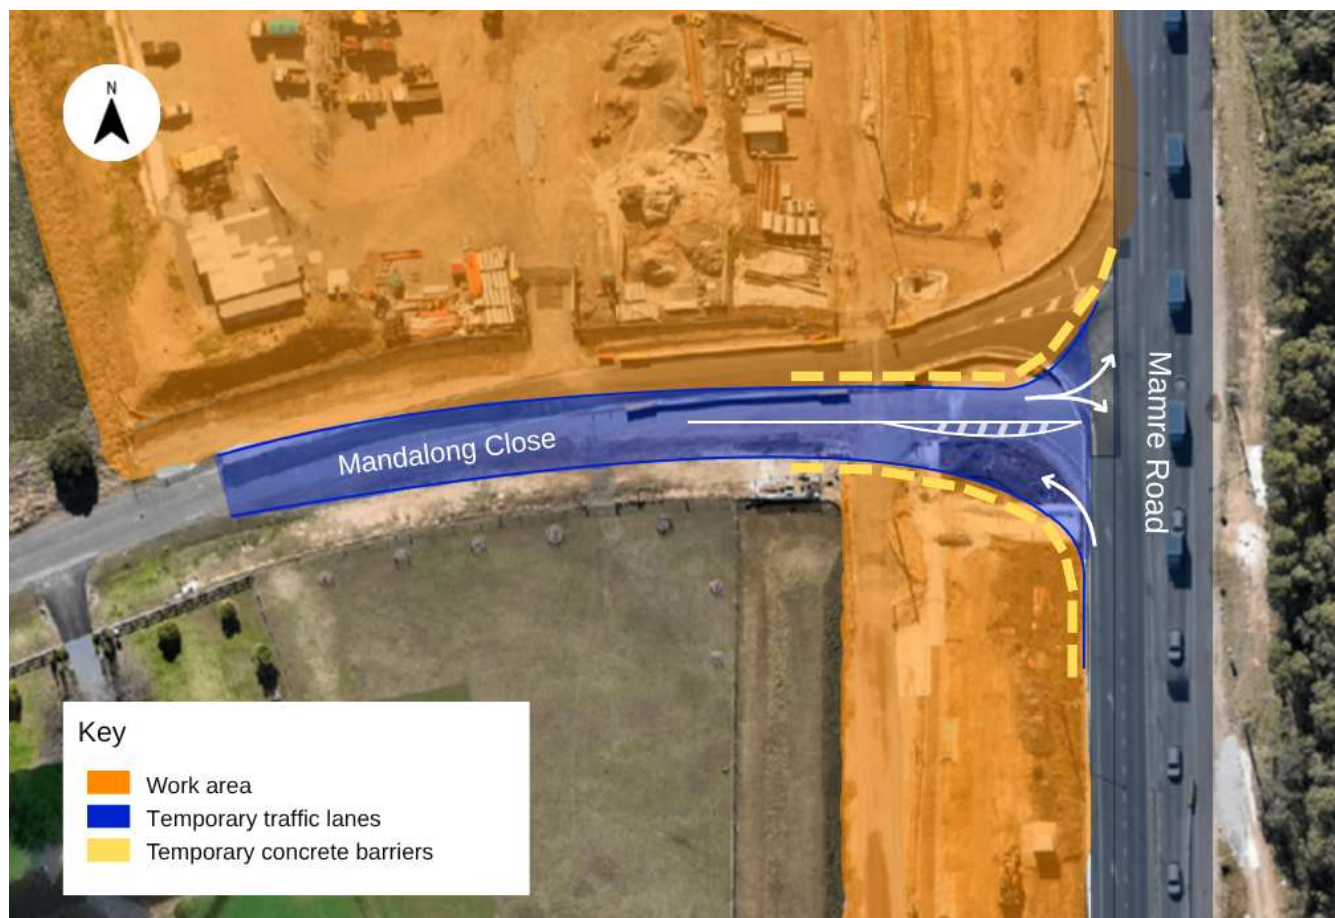 N
Mandalong Close
Mamre Road
Key
Work area
Temporary traffic lanes
Temporary concrete barriers